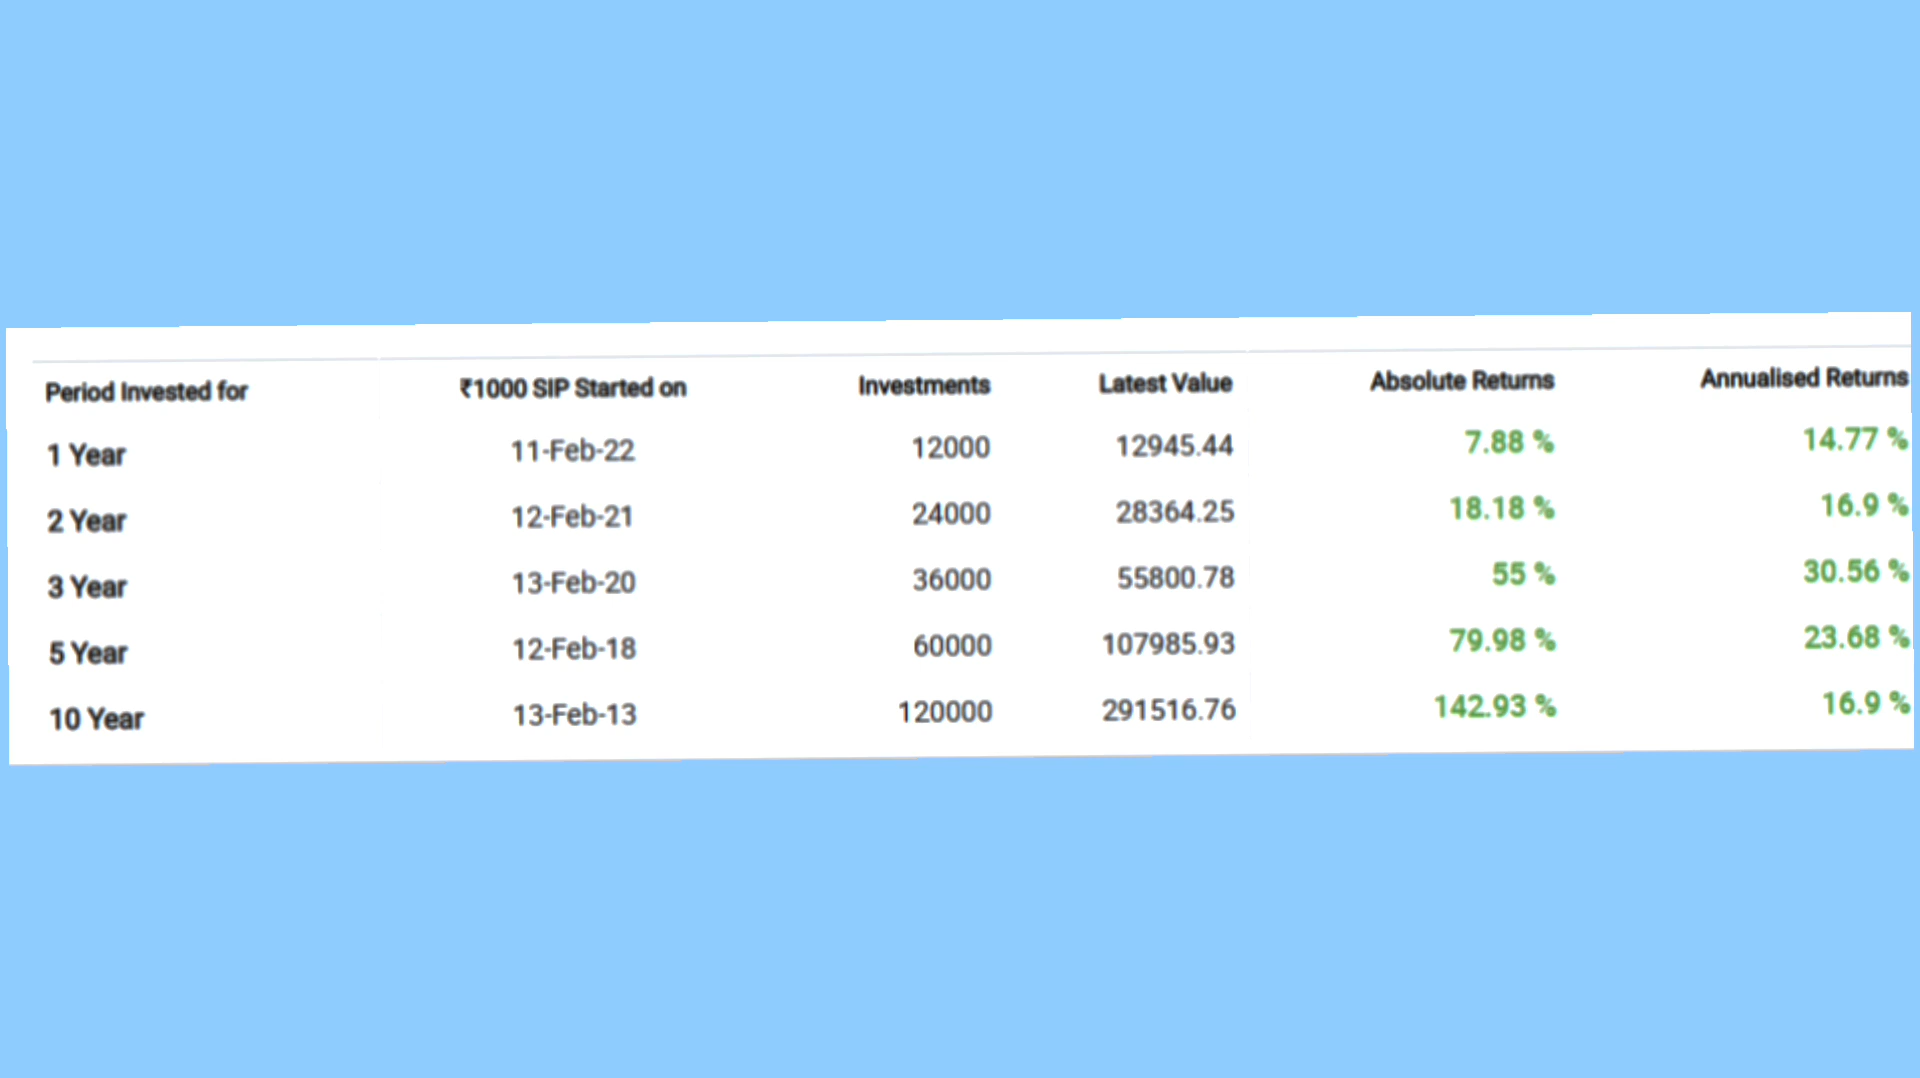 Period Invested for ₹1000 SIP Started on Investments Latest Value Absolute Returns Annualised Returns
1 Year 11-Feb-22 12000 12945.44 7.88 % 14.77 %
2 Year 12-Feb-21 24000 28364.25 18.18 % 16.9 %
3 Year 13-Feb-20 36000 55800.78 55 % 30.56 %
5 Year 12-Feb-18 60000 107985.93 79.98 % 23.68 %
10 Year 13-Feb-13 120000 291516.76 142.93 % 16.9 %